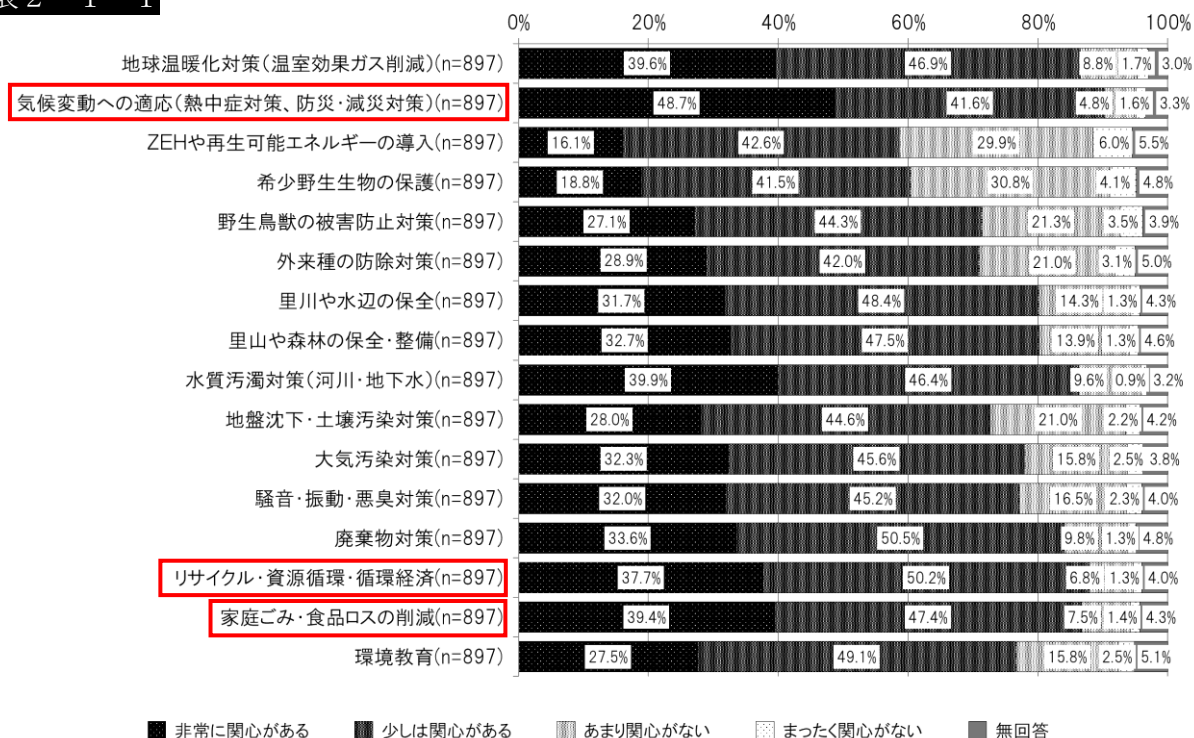 表２－１－１
0% 20% 40% 60% 80% 100%
地球温暖化対策(温室効果ガス削減)(n=897) 39.6% 46.9% 8.8% 1.7% 3.0%
気候変動への適応(熱中症対策、防災・減災対策)(n=897) 48.7% 41.6% 4.8% 1.6% 3.3%
ZEHや再生可能エネルギーの導入(n=897) 16.1% 42.6% 29.9% 6.0% 5.5%
希少野生生物の保護(n=897) 18.8% 41.5% 30.8% 4.1% 4.8%
野生鳥獣の被害防止対策(n=897) 27.1% 44.3% 21.3% 3.5% 3.9%
外来種の防除対策(n=897) 28.9% 42.0% 21.0% 3.1% 5.0%
里川や水辺の保全(n=897) 31.7% 48.4% 14.3% 1.3% 4.3%
里山や森林の保全・整備(n=897) 32.7% 47.5% 13.9% 1.3% 4.6%
水質汚濁対策(河川・地下水)(n=897) 39.9% 46.4% 9.6% 0.9% 3.2%
地盤沈下・土壌汚染対策(n=897) 28.0% 44.6% 21.0% 2.2% 4.2%
大気汚染対策(n=897) 32.3% 45.6% 15.8% 2.5% 3.8%
騒音・振動・悪臭対策(n=897) 32.0% 45.2% 16.5% 2.3% 4.0%
廃棄物対策(n=897) 33.6% 50.5% 9.8% 1.3% 4.8%
リサイクル・資源循環・循環経済(n=897) 37.7% 50.2% 6.8% 1.3% 4.0%
家庭ごみ・食品ロスの削減(n=897) 39.4% 47.4% 7.5% 1.4% 4.3%
環境教育(n=897) 27.5% 49.1% 15.8% 2.5% 5.1%
非常に関心がある 少しは関心がある あまり関心がない まったく関心がない 無回答